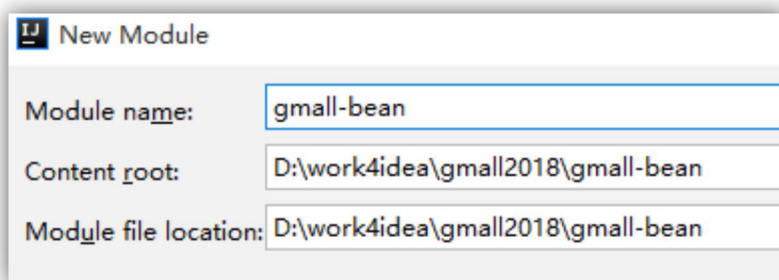 IJ New Module
Module name: gmall-bean
Content root: D:\work4idea\gmall2018\gmall-bean
Module file location: D:\work4idea\gmall2018\gmall-bean